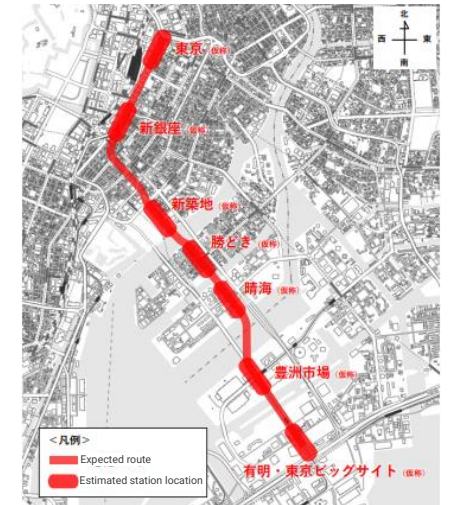 北
西 東
南
東京 (仮称)
新銀座 (仮称)
新築地 (仮称)
勝どき (仮称)
晴海 (仮称)
豊洲市場 (仮称)
有明・東京ビッグサイト (仮称)
<凡例>
Expected route
Estimated station location